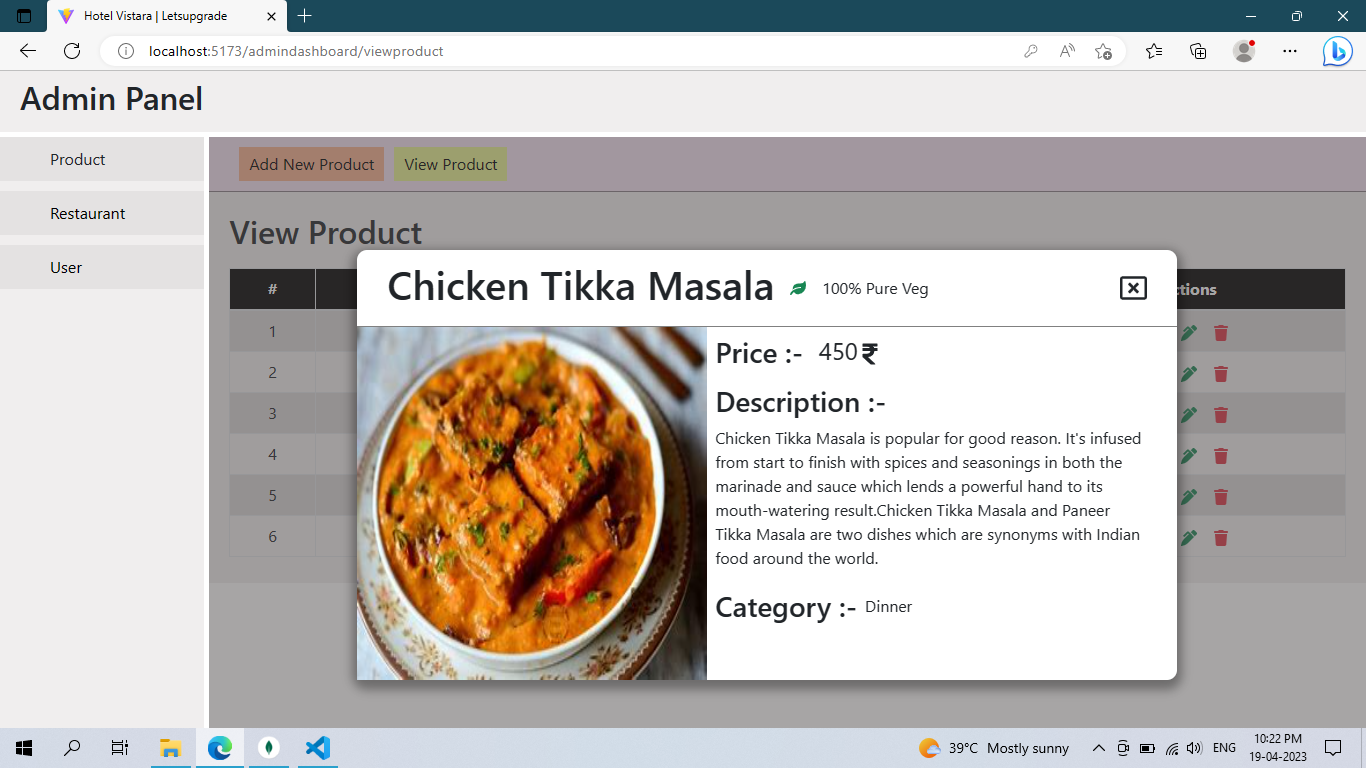 Hotel Vistara | Letsupgrade
localhost:5173/admindashboard/viewproduct
Admin Panel
Product
Restaurant
User
Add New Product
View Product
View Product
#
ctions
1
2
3
4
5
6
Chicken Tikka Masala
100% Pure Veg
Price :- 450₹
Description :-
Chicken Tikka Masala is popular for good reason. It's infused
from start to finish with spices and seasonings in both the
marinade and sauce which lends a powerful hand to its
mouth-watering result.Chicken Tikka Masala and Paneer
Tikka Masala are two dishes which are synonyms with Indian
food around the world.
Category :- Dinner
39°C Mostly sunny
ENG
10:22 PM
19-04-2023